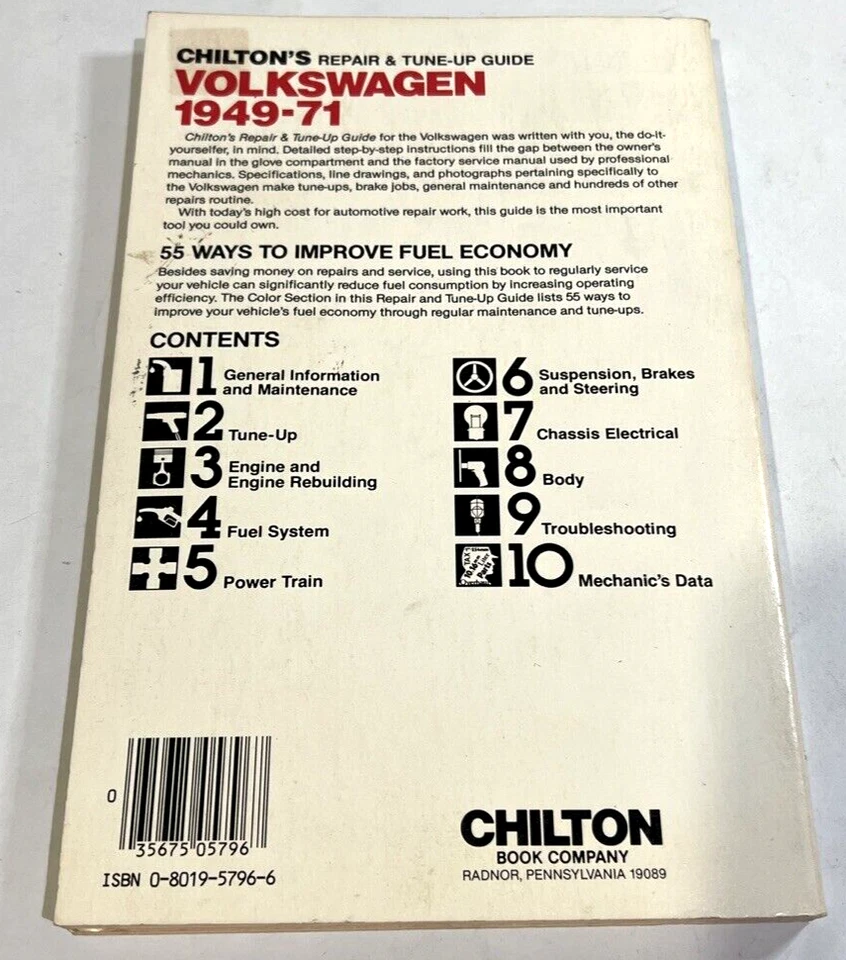 CHILTON'S REPAIR & TUNE-UP GUIDE
VOLKSWAGEN
1949-71
Chilton's Repair & Tune-Up Guide for the Volkswagen was written with you, the do-it-
yourselfer, in mind. Detailed step-by-step instructions fill the gap between the owner's
manual in the glove compartment and the factory service manual used by professional
mechanics. Specifications, line drawings, and photographs pertaining specifically to
the Volkswagen make tune-ups, brake jobs, general maintenance and hundreds of other
repairs routine.
With today's high cost for automotive repair work, this guide is the most important
tool you could own.
55 WAYS TO IMPROVE FUEL ECONOMY
Besides saving money on repairs and service, using this book to regularly service
your vehicle can significantly reduce fuel consumption by increasing operating
efficiency. The Color Section in this Repair and Tune-Up Guide lists 55 ways to
improve your vehicle's fuel economy through regular maintenance and tune-ups.
CONTENTS
1 General Information
and Maintenance
2 Tune-Up
3 Engine and
Engine Rebuilding
4 Fuel System
5 Power Train
6 Suspension, Brakes
and Steering
7 Chassis Electrical
8 Body
9 Troubleshooting
TAX
Parts
10 Mechanic's Data
0 35675 05796
ISBN 0-8019-5796-6
CHILTON
BOOK COMPANY
RADNOR, PENNSYLVANIA 19089